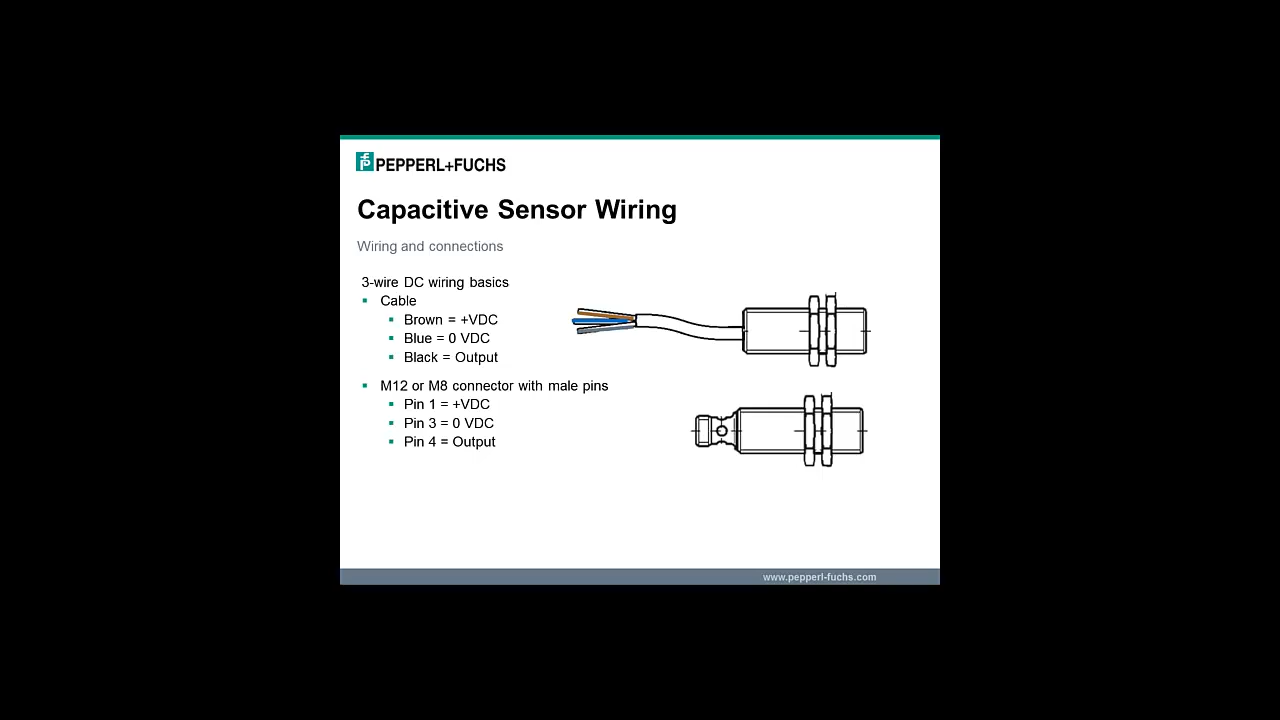 PEPPERL+FUCHS
Capacitive Sensor Wiring
Wiring and connections
3-wire DC wiring basics
Cable
Brown = +VDC
Blue = 0 VDC
Black = Output
M12 or M8 connector with male pins
Pin 1 = +VDC
Pin 3 = 0 VDC
Pin 4 = Output
www.pepperl-fuchs.com